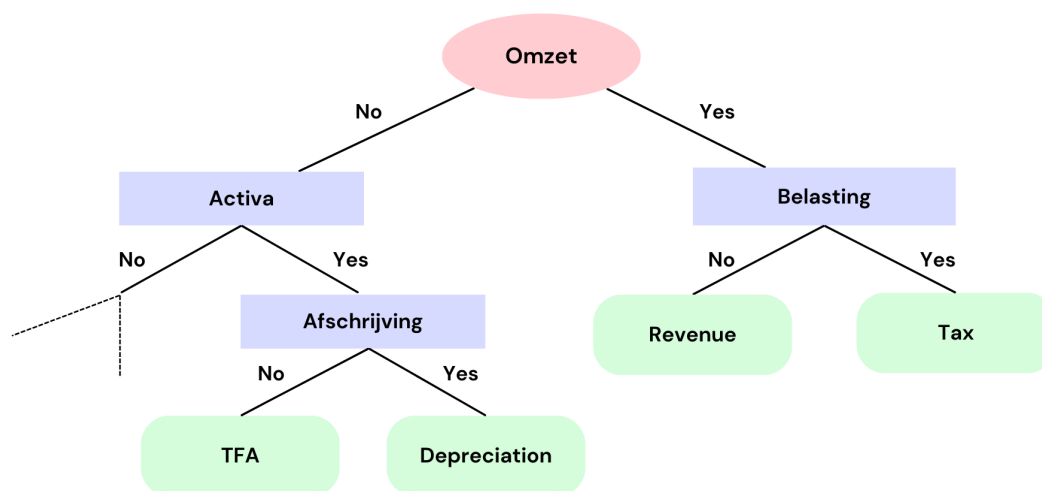 Omzet
No
Yes
Activa
Belasting
No
Yes
No
Yes
Afschrijving
Revenue
Tax
No
Yes
TFA
Depreciation